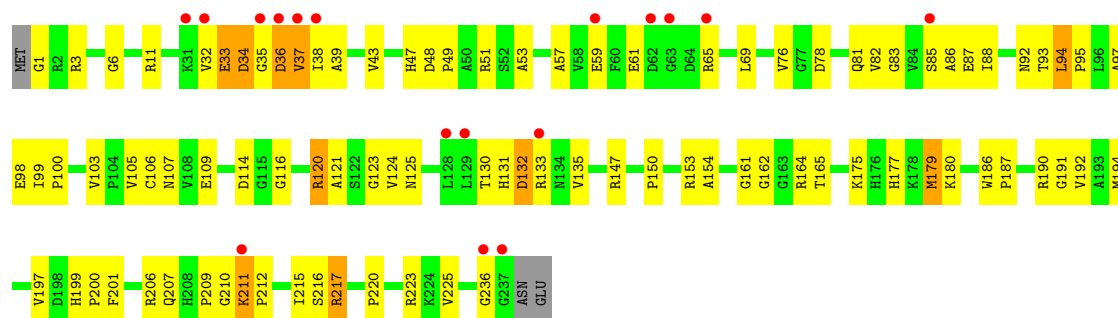 MET G1 R2 R3 G6 R11 K31 V32 E33 D34 G35 D36 V37 I38 A39 V43 H47 D48 P49 A50 R51 S52 A53 A57 V58 E59 F60 E61 D62 G63 D64 R65 L69 V76 G77 D78 Q81 V82 G83 V84 S85 A86 E87 I88 N92 T93 L94 P95 L96 A97
E98 I99 P100 V103 P104 V105 C106 N107 V108 E109 D114 G115 G116 R120 A121 S122 G123 V124 N125 L128 L129 T130 H131 D132 R133 N134 V135 R147 P150 R153 A154 G161 G162 G163 R164 T165 K175 H176 H177 K178 M179 K180 W186 P187 R190 G191 V192 A193 M194
V197 D198 H199 P200 F201 R206 Q207 H208 P209 G210 K211 P212 I215 S216 R217 P220 R223 K224 V225 G236 G237 ASN GLU